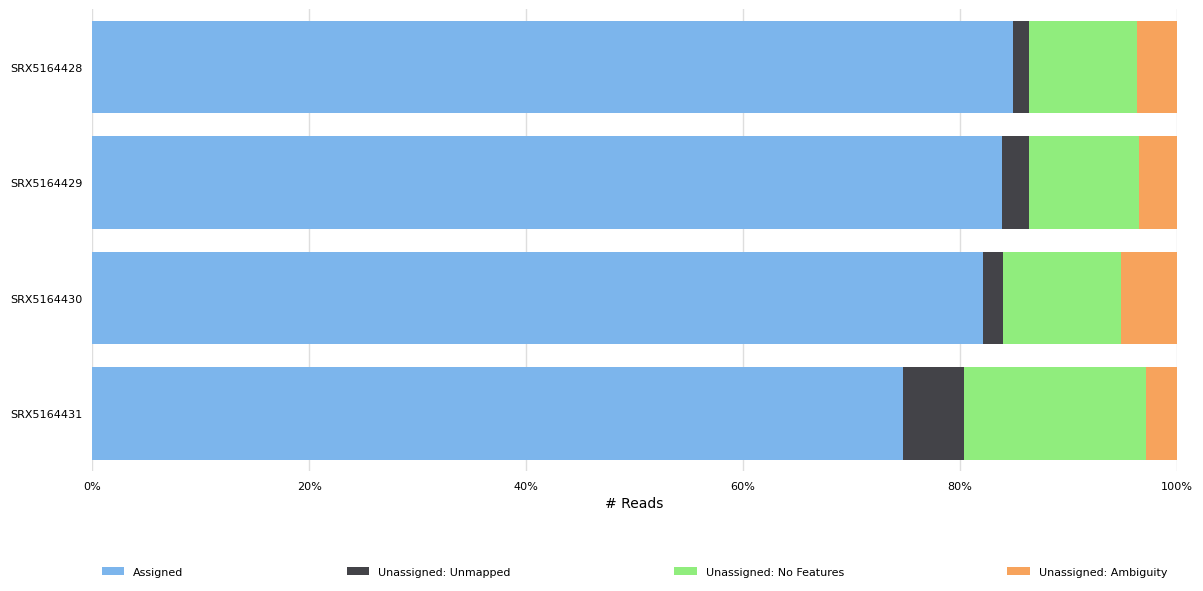 SRX5164428
SRX5164429
SRX5164430
SRX5164431
0% 20% 40% 60% 80% 100%
# Reads
Assigned Unassigned: Unmapped Unassigned: No Features Unassigned: Ambiguity